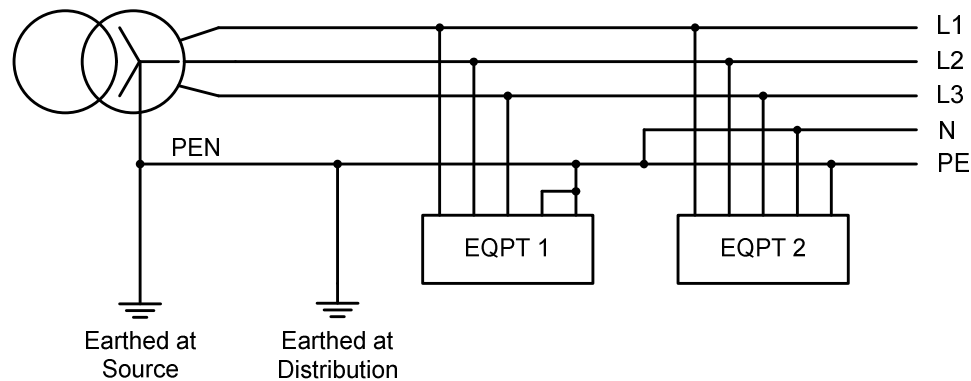 L1
L2
L3
N
PEN
PE
EQPT 1
EQPT 2
Earthed at
Source
Earthed at
Distribution